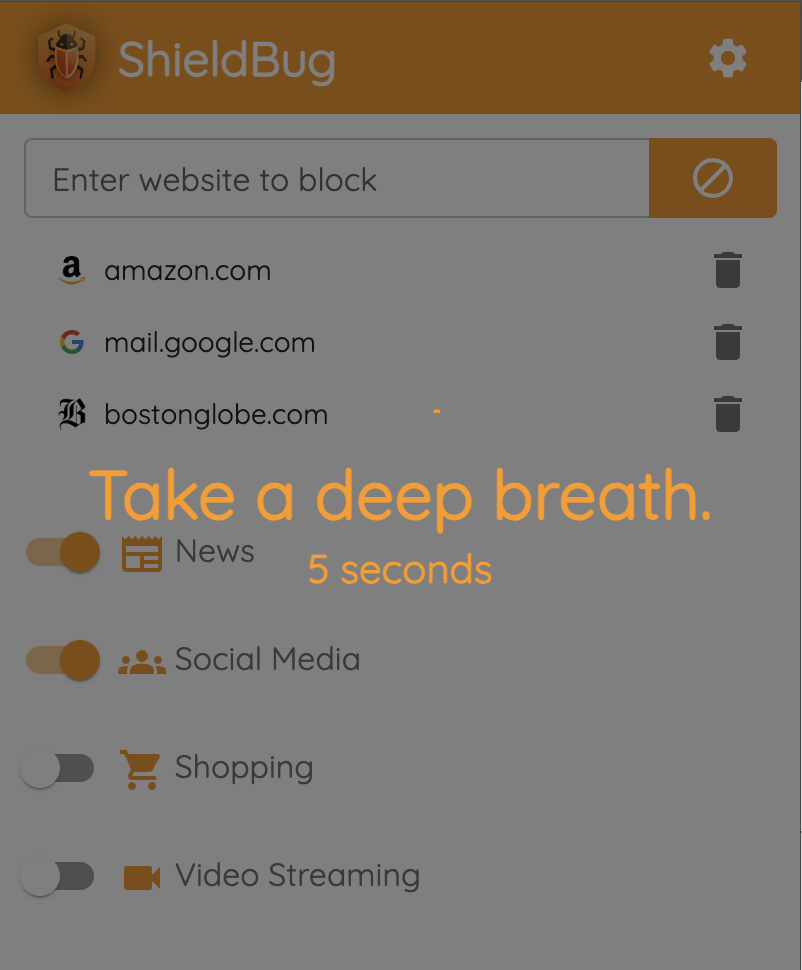 ShieldBug
Enter website to block
amazon.com
mail.google.com
bostonglobe.com
Take a deep breath.
News
5 seconds
Social Media
Shopping
Video Streaming